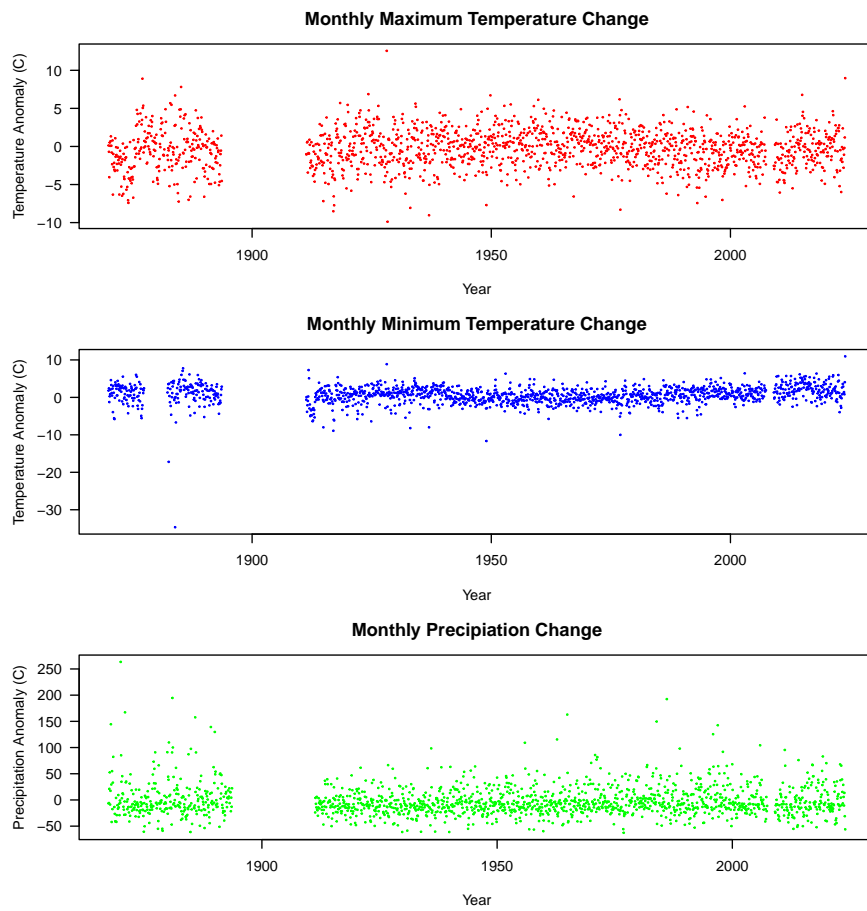 Monthly Maximum Temperature Change
Temperature Anomaly (C)
10
5
0
−5
−10
1900
1950
2000
Year
Monthly Minimum Temperature Change
Temperature Anomaly (C)
10
0
−10
−20
−30
1900
1950
2000
Year
Monthly Precipiation Change
Precipitation Anomaly (C)
250
200
150
100
50
0
−50
1900
1950
2000
Year